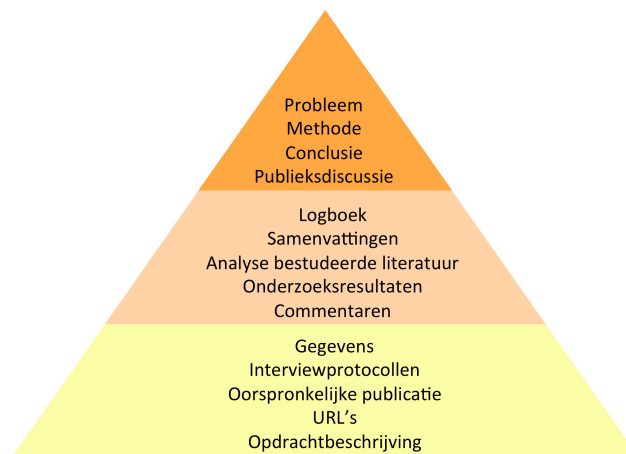 Probleem
Methode
Conclusie
Publieksdiscussie
Logboek
Samenvattingen
Analyse bestudeerde literatuur
Onderzoeksresultaten
Commentaren
Gegevens
Interviewprotocollen
Oorspronkelijke publicatie
URL's
Opdrachtbeschrijving